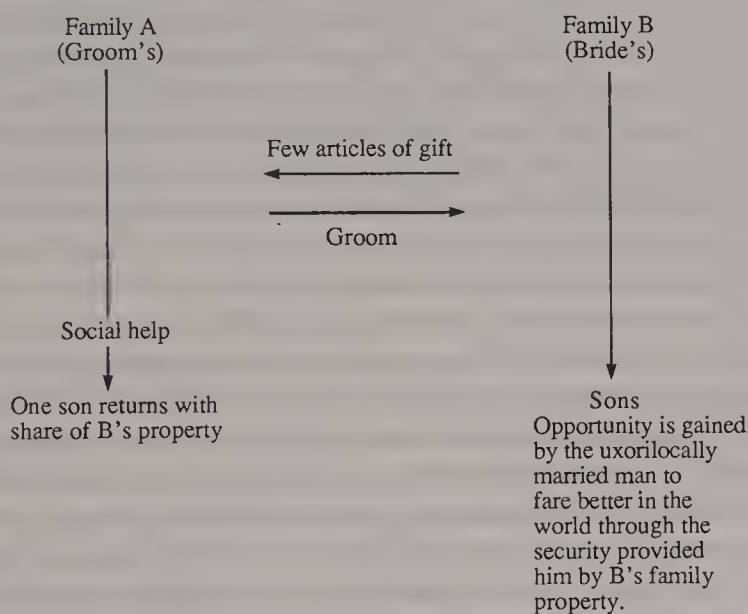 Family A
(Groom's)
Family B
(Bride's)
Few articles of gift
Groom
Social help
One son returns with
share of B's property
Sons
Opportunity is gained
by the uxorilocally
married man to
fare better in the
world through the
security provided
him by B's family
property.